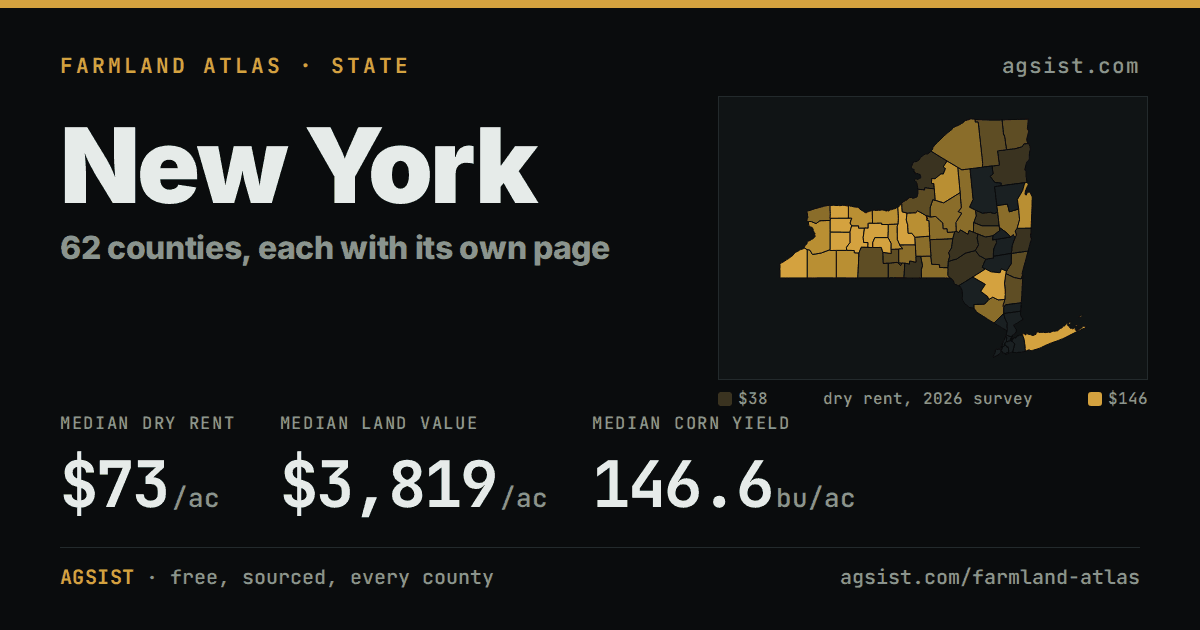 FARMLAND ATLAS · STATE
agsist.com
New York
62 counties, each with its own page
$38
dry rent, 2026 survey
$146
MEDIAN DRY RENT
MEDIAN LAND VALUE
MEDIAN CORN YIELD
$73/ac
$3,819/ac
146.6bu/ac
AGSIST · free, sourced, every county
agsist.com/farmland-atlas